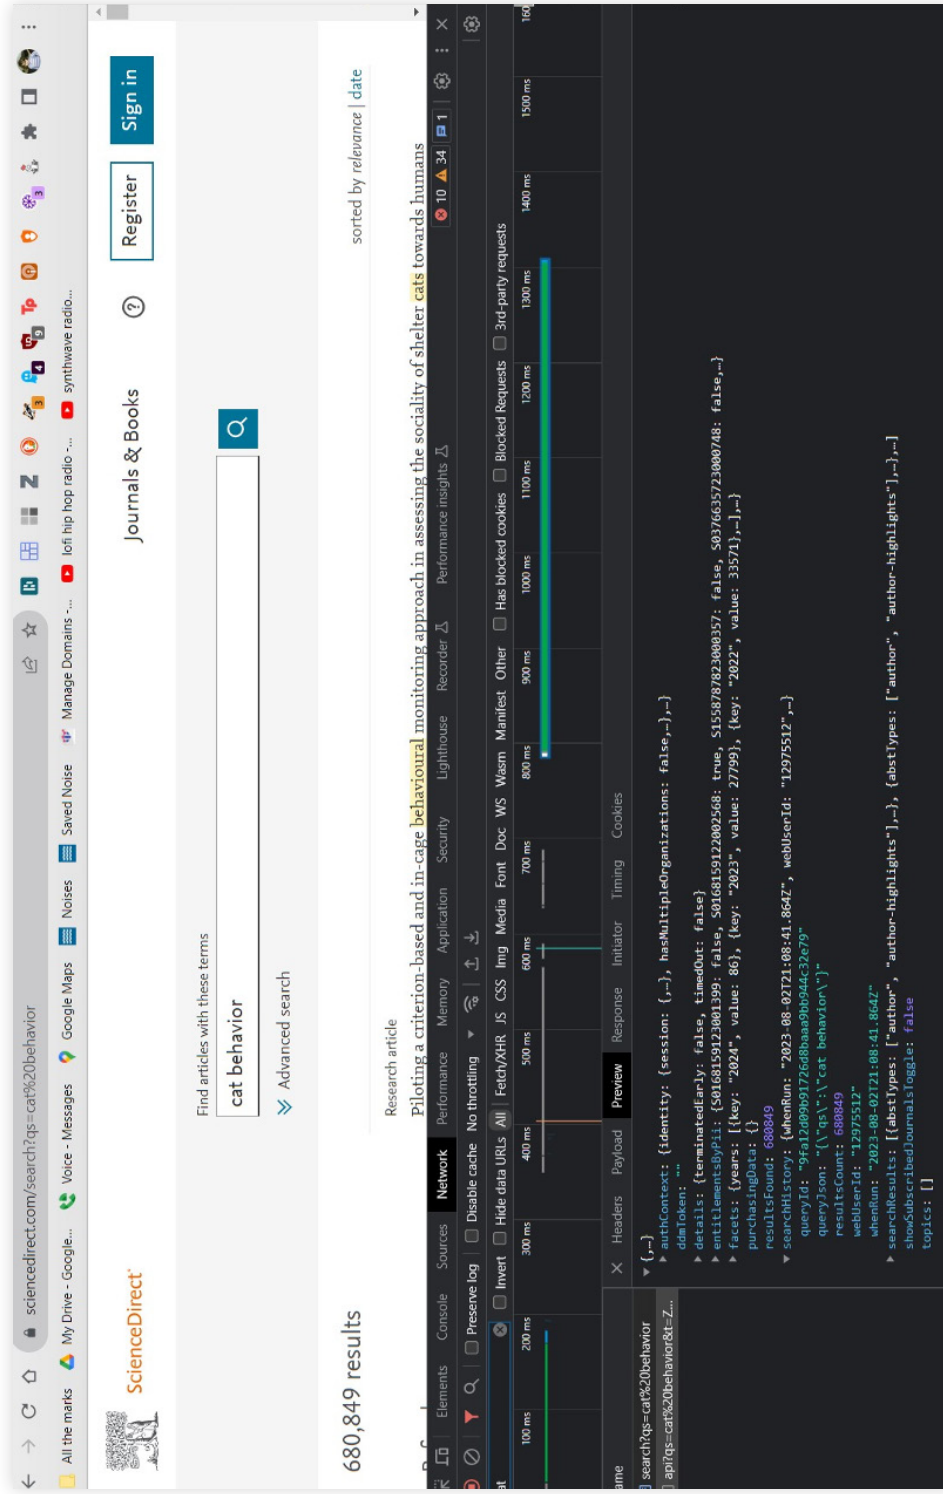 sciencedirect.com/search?qs=cat%20behavior
All the marks
My Drive - Google...
Voice - Messages
Google Maps
Noises
Saved Noise
Manage Domains -...
lofi hip hop radio -...
synthwave radio...
ScienceDirect
Journals & Books
?
Register
Sign in
Find articles with these terms
cat behavior
Advanced search
680,849 results
sorted by relevance | date
Research article
Piloting a criterion-based and in-cage behavioural monitoring approach in assessing the sociality of shelter cats towards humans
Elements Console Sources Network Performance Memory Application Security Lighthouse Recorder Performance insights 10 34 1
Preserve log Disable cache No throttling
at Invert Hide data URLs All Fetch/XHR JS CSS Img Media Font Doc WS Wasm Manifest Other Has blocked cookies Blocked Requests 3rd-party requests
100 ms 200 ms 300 ms 400 ms 500 ms 600 ms 700 ms 800 ms 900 ms 1000 ms 1100 ms 1200 ms 1300 ms 1400 ms 1500 ms 160
ame
search?qs=cat%20behavior
api?qs=cat%20behavior&t=Z...
Headers Payload Preview Response Initiator Timing Cookies
{,…}
authContext: {identity: {session: {,…}, hasMultipleOrganizations: false,…},…}
ddmToken: ""
details: {terminatedEarly: false, timedOut: false}
entitlementsByPii: {S0168159123001399: false, S0168159122002568: true, S1558787823000357: false, S0376635723000748: false,…}
facets: {years: [{key: "2024", value: 86}, {key: "2023", value: 27799}, {key: "2022", value: 33571},…],…}
purchasingData: {}
resultsFound: 680849
searchHistory: {whenRun: "2023-08-02T21:08:41.864Z", webUserId: "12975512",…}
queryId: "9fa12d09b91726d8baaa9bb944c32e79"
queryJson: "{\"qs\":\"cat behavior\"}"
resultsCount: 680849
webUserId: "12975512"
whenRun: "2023-08-02T21:08:41.864Z"
searchResults: [{abstTypes: ["author", "author-highlights"],…}, {abstTypes: ["author", "author-highlights"],…},…]
showSubscribedJournalsToggle: false
topics: []